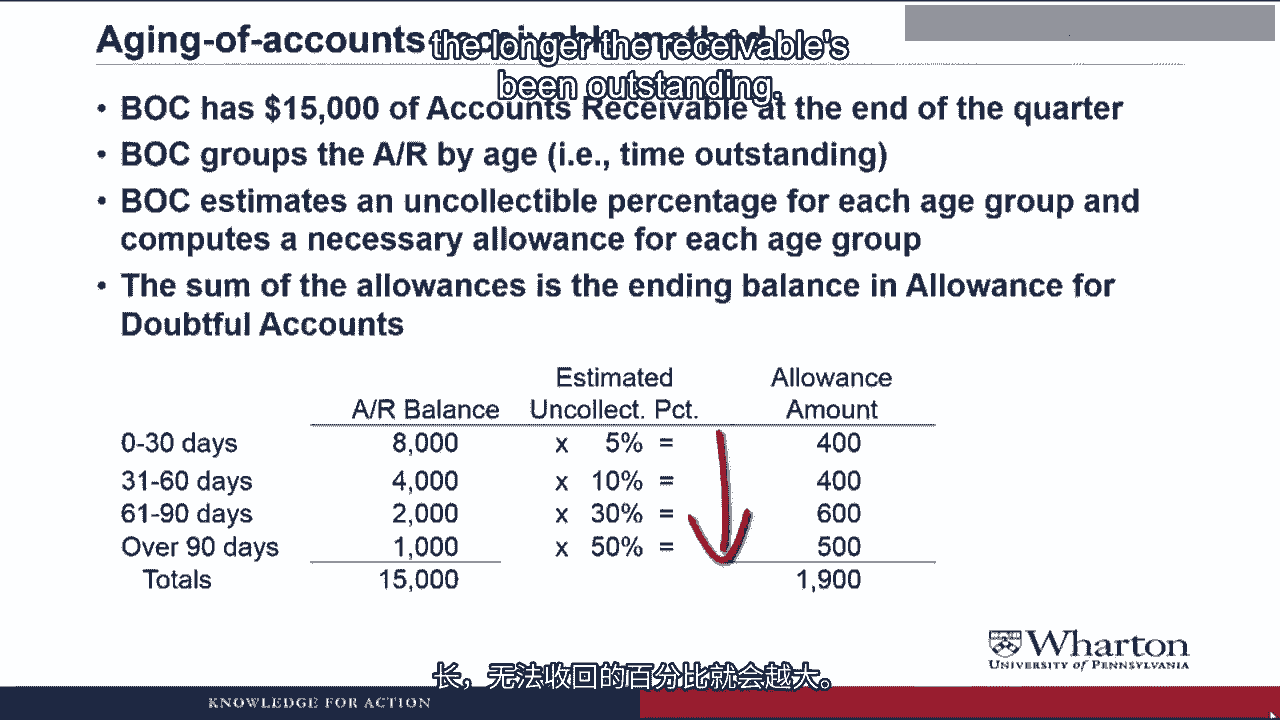 Aging-of-accounts receivable method
the longer the receivable's
been outstanding.
• BOC has $15,000 of Accounts Receivable at the end of the quarter
• BOC groups the A/R by age (i.e., time outstanding)
• BOC estimates an uncollectible percentage for each age group and
computes a necessary allowance for each age group
• The sum of the allowances is the ending balance in Allowance for
Doubtful Accounts
Estimated Allowance
A/R Balance Uncollect. Pct. Amount
0-30 days 8,000 x 5% = 400
31-60 days 4,000 x 10% = 400
61-90 days 2,000 x 30% = 600
Over 90 days 1,000 x 50% = 500
Totals 15,000 1,900
Wharton
UNIVERSITY OF PENNSYLVANIA
长，无法收回的百分比就会越大。
KNOWLEDGE FOR ACTION